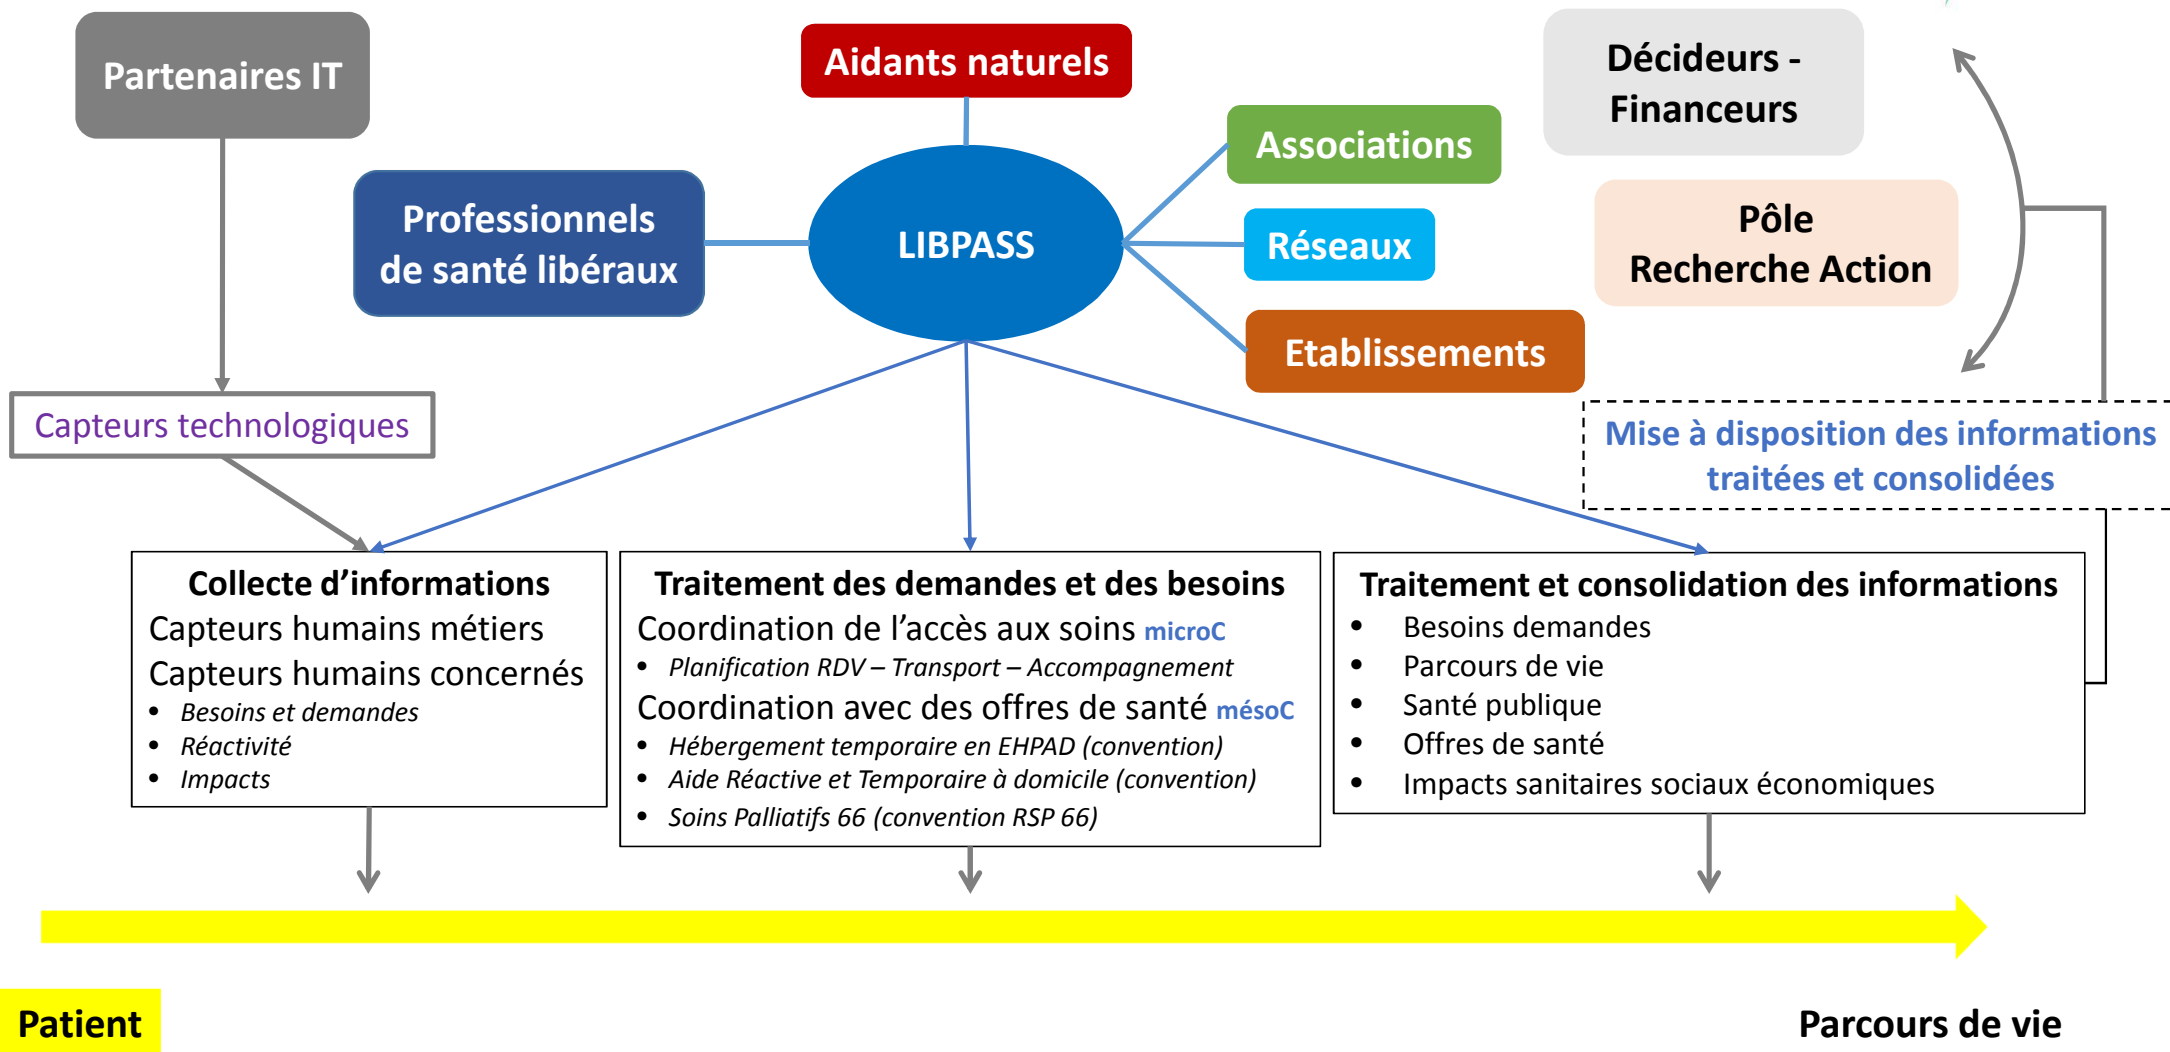 Partenaires IT
Aidants naturels
Décideurs -
Financeurs
Associations
Professionnels
de santé libéraux
LIBPASS
Réseaux
Pôle
Recherche Action
Etablissements
Capteurs technologiques
Mise à disposition des informations
traitées et consolidées
Collecte d’informations
Capteurs humains métiers
Capteurs humains concernés
• Besoins et demandes
• Réactivité
• Impacts
Traitement des demandes et des besoins
Coordination de l’accès aux soins microC
• Planification RDV – Transport – Accompagnement
Coordination avec des offres de santé mésoC
• Hébergement temporaire en EHPAD (convention)
• Aide Réactive et Temporaire à domicile (convention)
• Soins Palliatifs 66 (convention RSP 66)
Traitement et consolidation des informations
• Besoins demandes
• Parcours de vie
• Santé publique
• Offres de santé
• Impacts sanitaires sociaux économiques
Patient
Parcours de vie